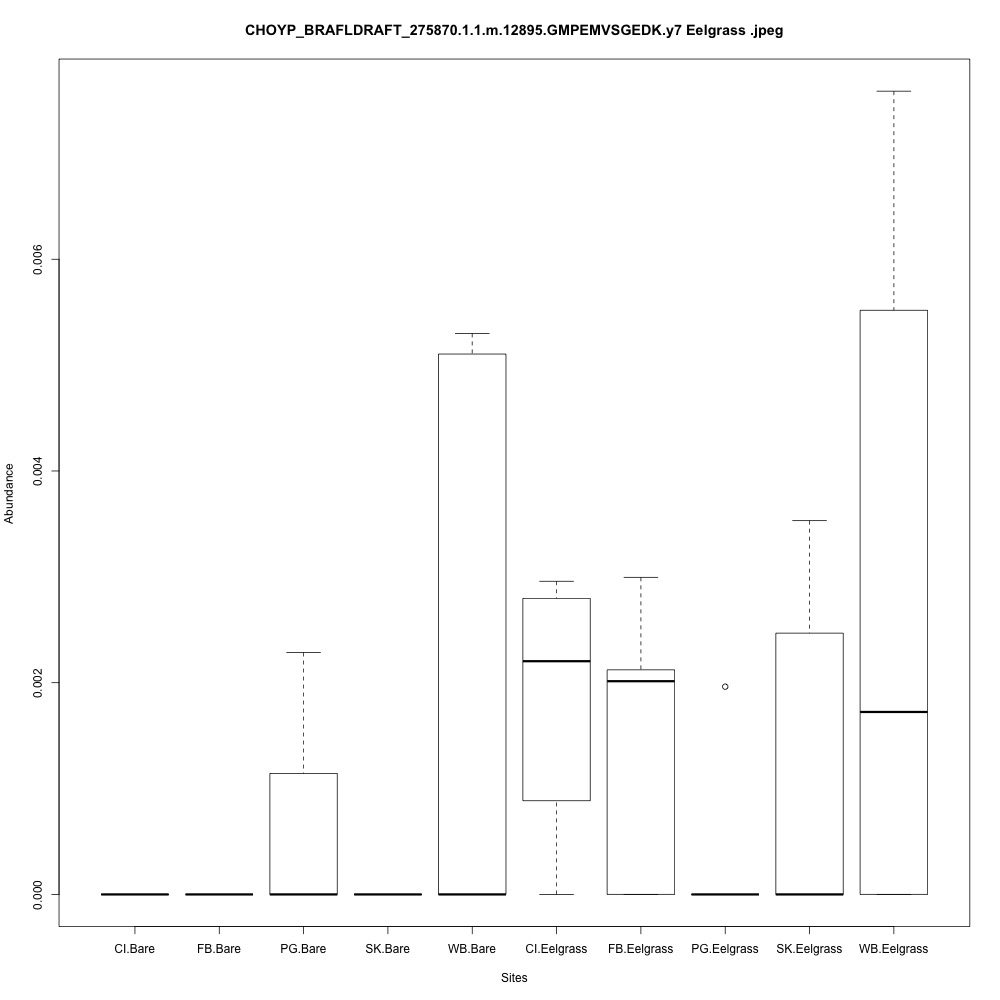 CHOYP_BRAFLDRAFT_275870.1.1.m.12895.GMPEMVSGEDK.y7 Eelgrass .jpeg
0.006
0.004
0.002
0.000
Abundance
CI.Bare FB.Bare PG.Bare SK.Bare WB.Bare CI.Eelgrass FB.Eelgrass PG.Eelgrass SK.Eelgrass WB.Eelgrass
Sites